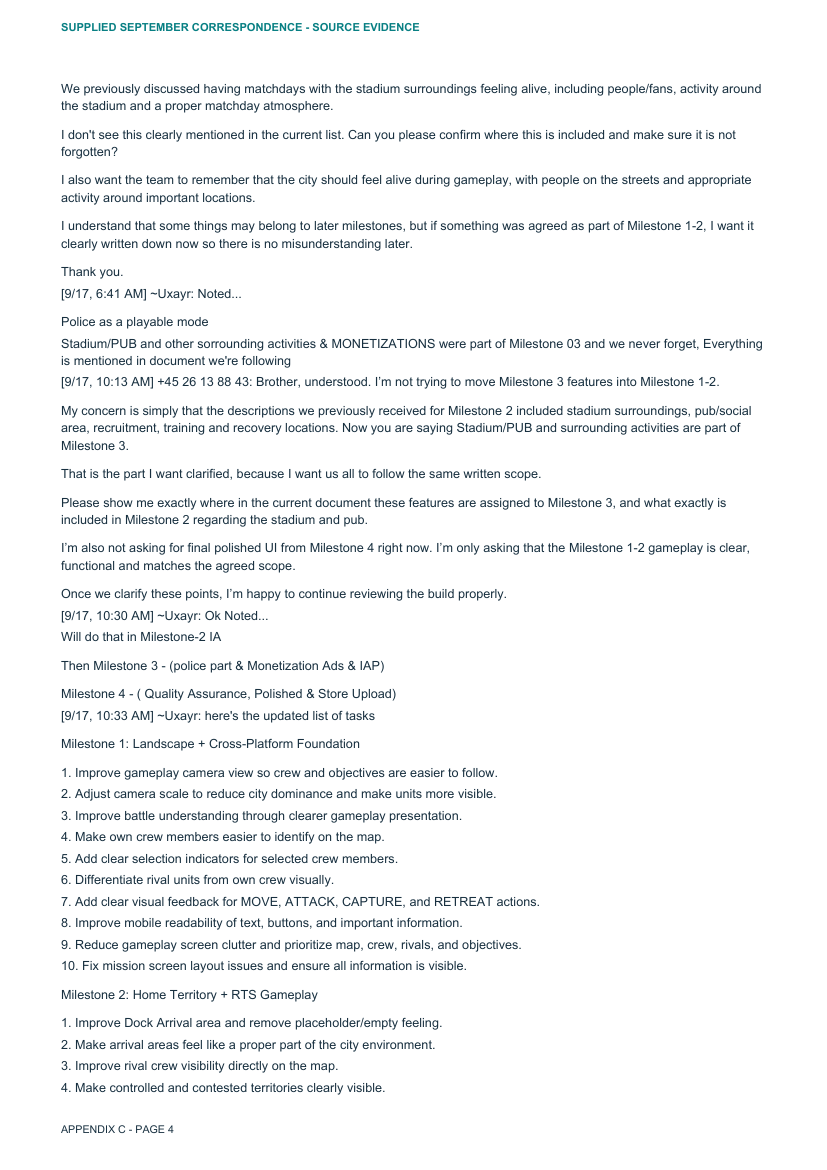 SUPPLIED SEPTEMBER CORRESPONDENCE - SOURCE EVIDENCE
We previously discussed having matchdays with the stadium surroundings feeling alive, including people/fans, activity around
the stadium and a proper matchday atmosphere.
I don't see this clearly mentioned in the current list. Can you please confirm where this is included and make sure it is not
forgotten?
I also want the team to remember that the city should feel alive during gameplay, with people on the streets and appropriate
activity around important locations.
I understand that some things may belong to later milestones, but if something was agreed as part of Milestone 1-2, I want it
clearly written down now so there is no misunderstanding later.
Thank you.
[9/17, 6:41 AM] ~Uxayr: Noted...
Police as a playable mode
Stadium/PUB and other sorrounding activities & MONETIZATIONS were part of Milestone 03 and we never forget, Everything
is mentioned in document we're following
[9/17, 10:13 AM] +45 26 13 88 43: Brother, understood. I’m not trying to move Milestone 3 features into Milestone 1-2.
My concern is simply that the descriptions we previously received for Milestone 2 included stadium surroundings, pub/social
area, recruitment, training and recovery locations. Now you are saying Stadium/PUB and surrounding activities are part of
Milestone 3.
That is the part I want clarified, because I want us all to follow the same written scope.
Please show me exactly where in the current document these features are assigned to Milestone 3, and what exactly is
included in Milestone 2 regarding the stadium and pub.
I’m also not asking for final polished UI from Milestone 4 right now. I’m only asking that the Milestone 1-2 gameplay is clear,
functional and matches the agreed scope.
Once we clarify these points, I’m happy to continue reviewing the build properly.
[9/17, 10:30 AM] ~Uxayr: Ok Noted...
Will do that in Milestone-2 IA
Then Milestone 3 - (police part & Monetization Ads & IAP)
Milestone 4 - ( Quality Assurance, Polished & Store Upload)
[9/17, 10:33 AM] ~Uxayr: here's the updated list of tasks
Milestone 1: Landscape + Cross-Platform Foundation
1. Improve gameplay camera view so crew and objectives are easier to follow.
2. Adjust camera scale to reduce city dominance and make units more visible.
3. Improve battle understanding through clearer gameplay presentation.
4. Make own crew members easier to identify on the map.
5. Add clear selection indicators for selected crew members.
6. Differentiate rival units from own crew visually.
7. Add clear visual feedback for MOVE, ATTACK, CAPTURE, and RETREAT actions.
8. Improve mobile readability of text, buttons, and important information.
9. Reduce gameplay screen clutter and prioritize map, crew, rivals, and objectives.
10. Fix mission screen layout issues and ensure all information is visible.
Milestone 2: Home Territory + RTS Gameplay
1. Improve Dock Arrival area and remove placeholder/empty feeling.
2. Make arrival areas feel like a proper part of the city environment.
3. Improve rival crew visibility directly on the map.
4. Make controlled and contested territories clearly visible.
APPENDIX C - PAGE 4